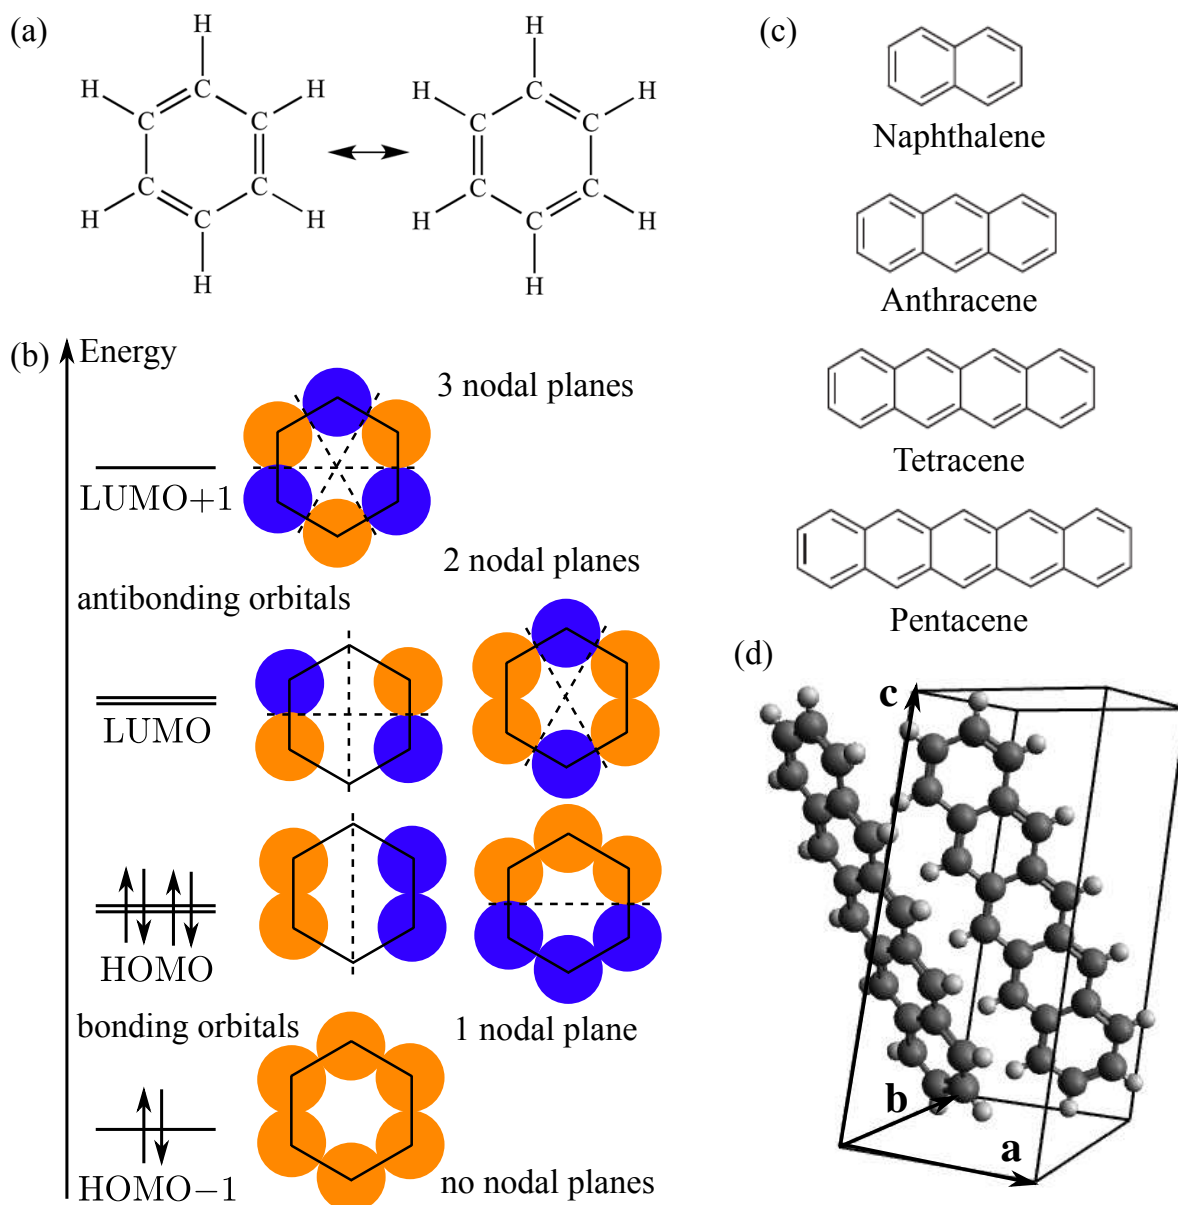 (a)
H
H C H
C C
C C
H C H
H
H
H C H
C C
C C
H C H
H
(b)
Energy
3 nodal planes
LUMO+1
2 nodal planes
antibonding orbitals
LUMO
HOMO
bonding orbitals
1 nodal plane
HOMO−1
no nodal planes
(c)
Naphthalene
Anthracene
Tetracene
Pentacene
(d)
c
b
a